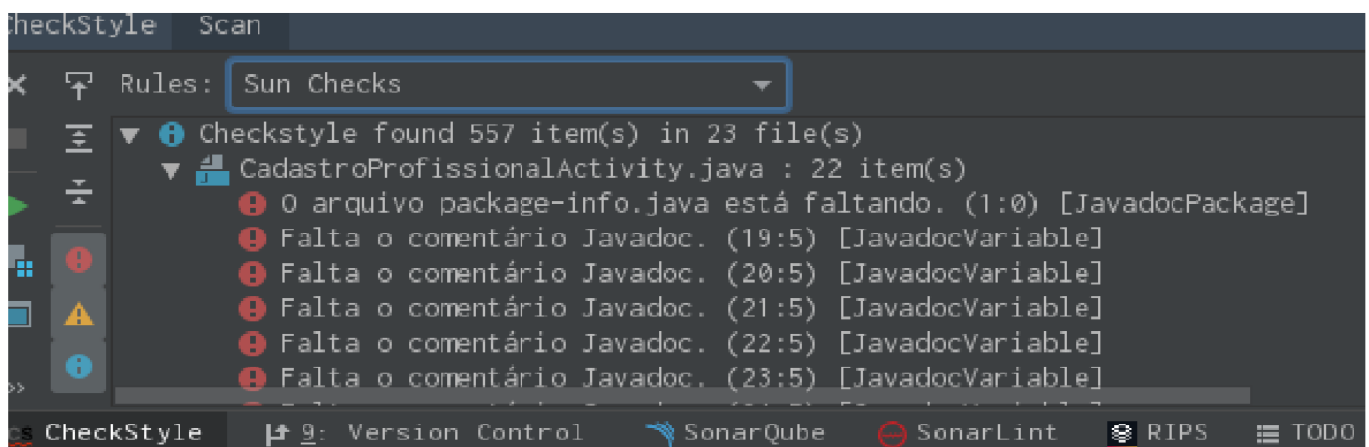 CheckStyle Scan
Rules: Sun Checks
Checkstyle found 557 item(s) in 23 file(s)
CadastroProfissionalActivity.java : 22 item(s)
O arquivo package-info.java está faltando. (1:0) [JavadocPackage]
Falta o comentário Javadoc. (19:5) [JavadocVariable]
Falta o comentário Javadoc. (20:5) [JavadocVariable]
Falta o comentário Javadoc. (21:5) [JavadocVariable]
Falta o comentário Javadoc. (22:5) [JavadocVariable]
Falta o comentário Javadoc. (23:5) [JavadocVariable]
CheckStyle 9: Version Control SonarQube SonarLint RIPS TODO